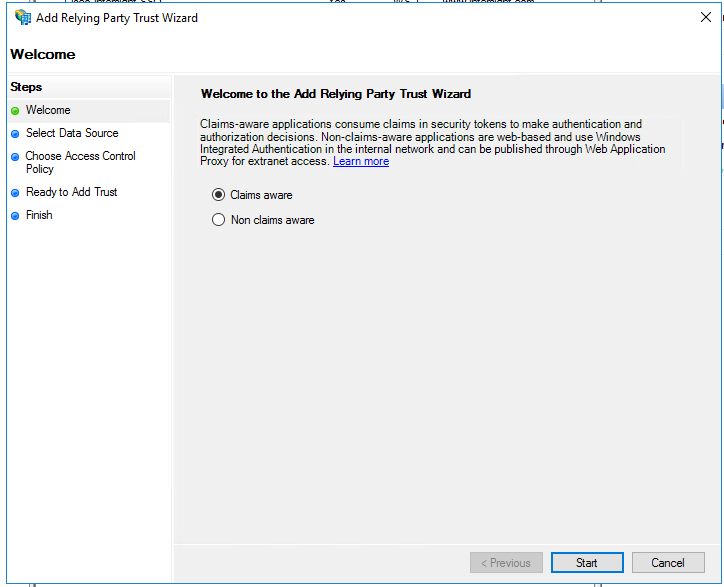 Add Relying Party Trust Wizard
Welcome
Steps
Welcome
Select Data Source
Choose Access Control
Policy
Ready to Add Trust
Finish
Welcome to the Add Relying Party Trust Wizard
Claims-aware applications consume claims in security tokens to make authentication and
authorization decisions. Non-claims-aware applications are web-based and use Windows
Integrated Authentication in the internal network and can be published through Web Application
Proxy for extranet access. Learn more
Claims aware
Non claims aware
< Previous
Start
Cancel